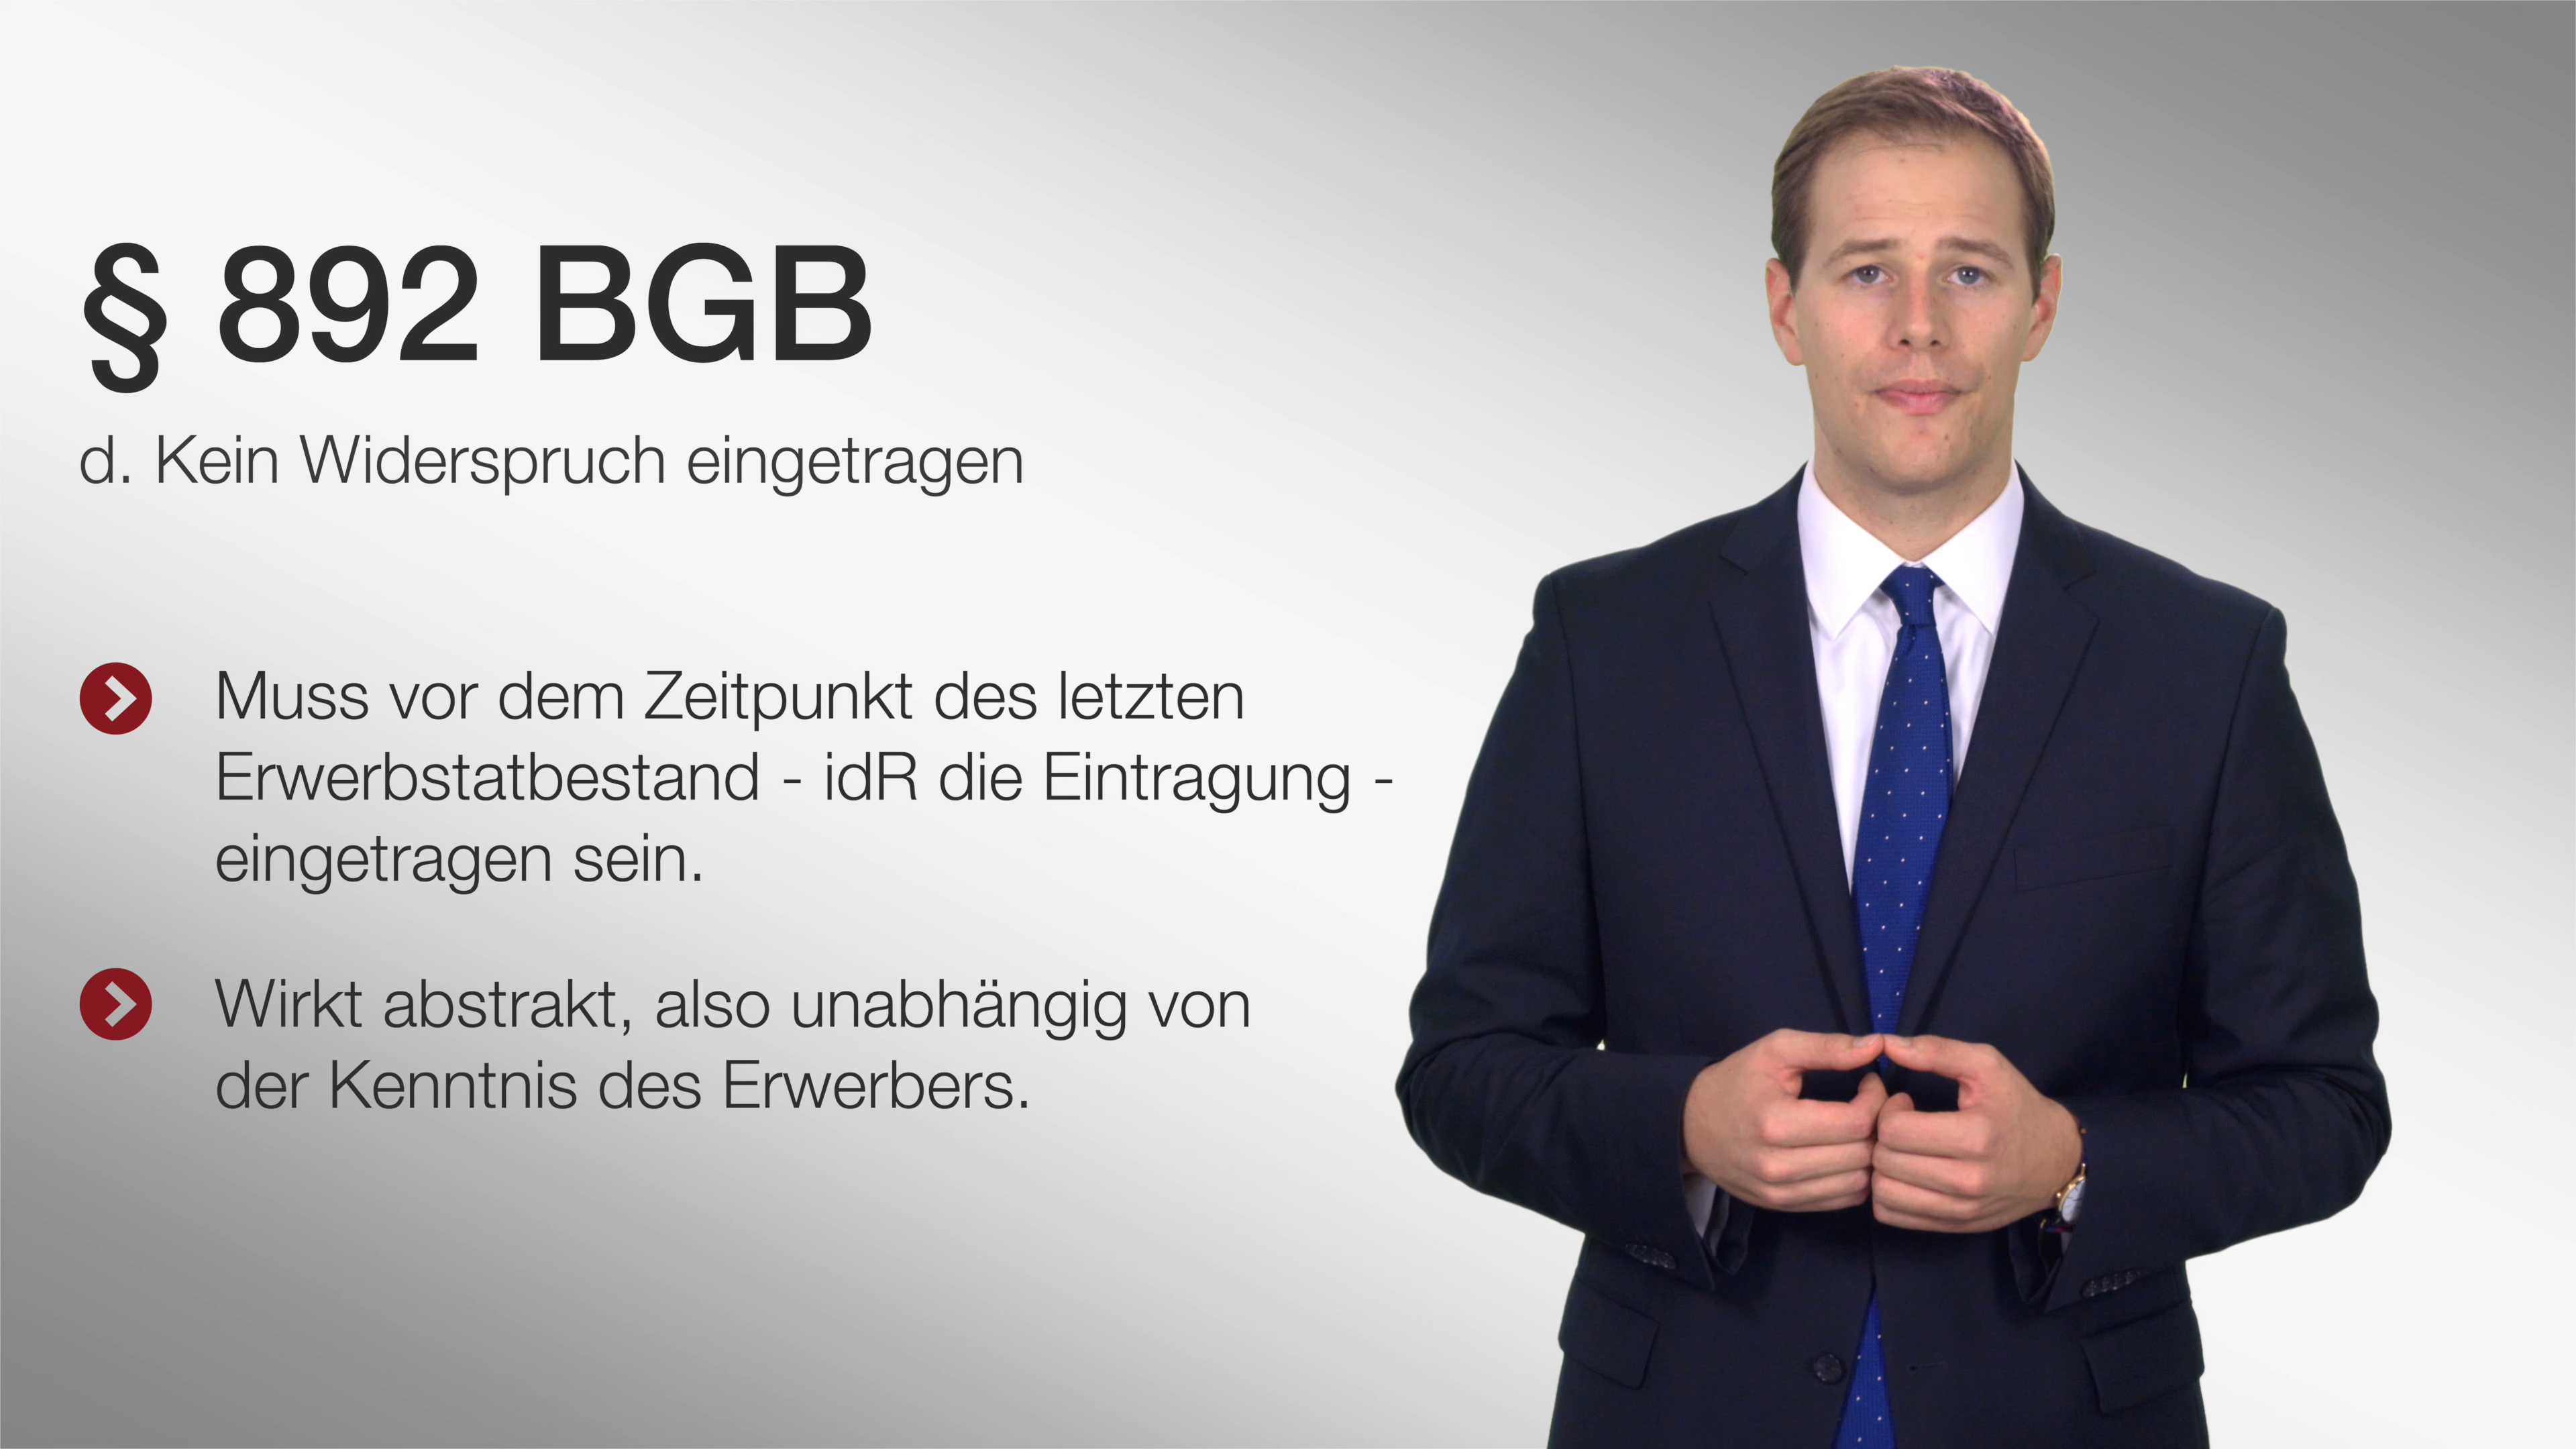 § 892 BGB
d. Kein Widerspruch eingetragen
Muss vor dem Zeitpunkt des letzten
Erwerbstatbestand - idR die Eintragung -
eingetragen sein.
Wirkt abstrakt, also unabhängig von
der Kenntnis des Erwerbers.